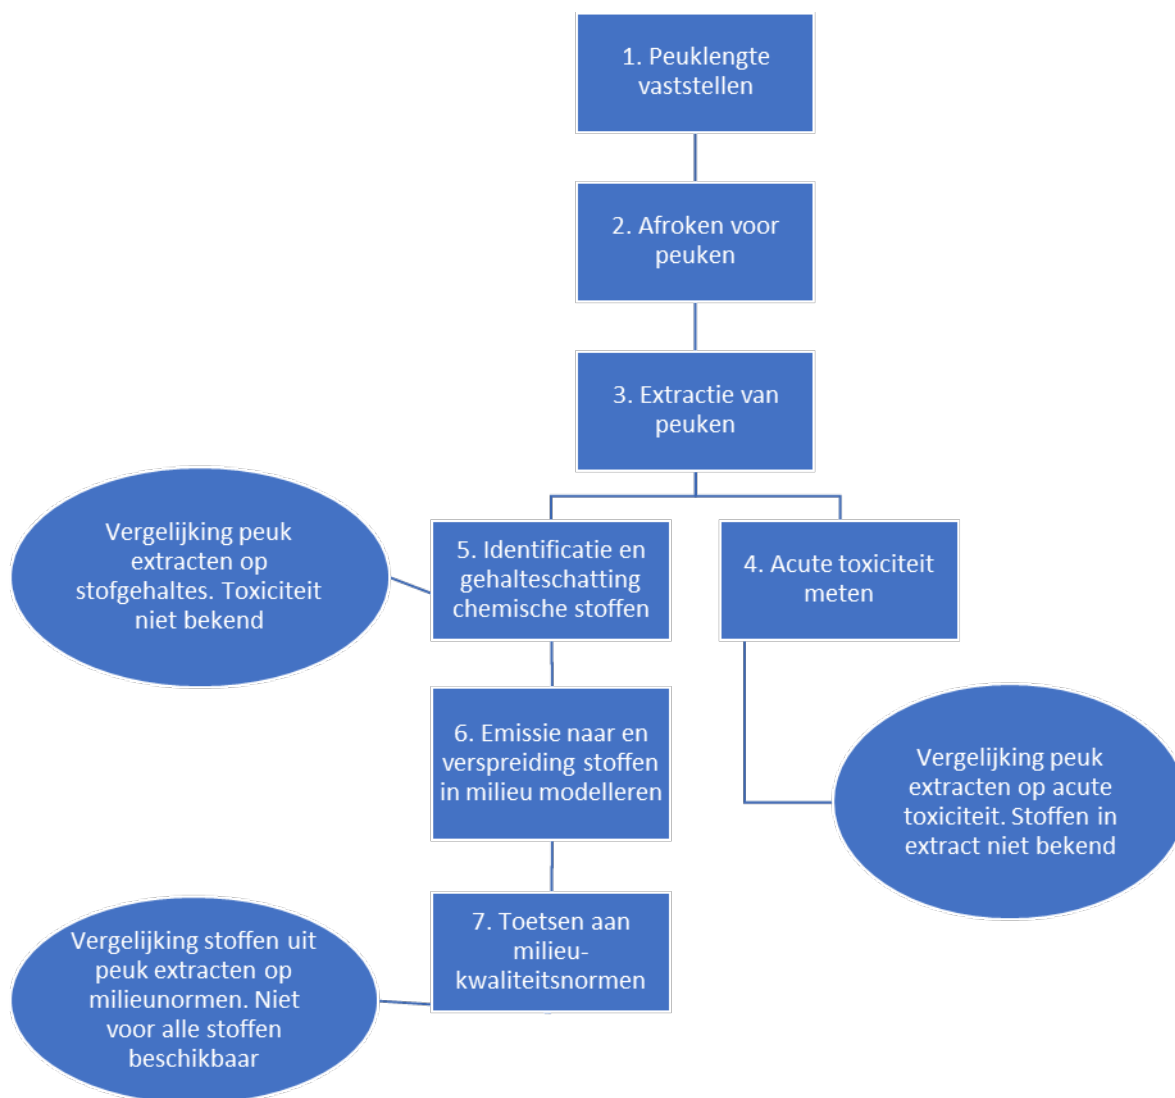 1. Peuklengte
vaststellen
2. Afroken voor
peuken
3. Extractie van
peuken
Vergelijking peuk
extracten op
stofgehaltes. Toxiciteit
niet bekend
5. Identificatie en
gehalteschatting
chemische stoffen
4. Acute toxiciteit
meten
6. Emissie naar en
verspreiding stoffen
in milieu modelleren
Vergelijking peuk
extracten op acute
toxiciteit. Stoffen in
extract niet bekend
7. Toetsen aan
milieu-
kwaliteitsnormen
Vergelijking stoffen uit
peuk extracten op
milieunormen. Niet
voor alle stoffen
beschikbaar